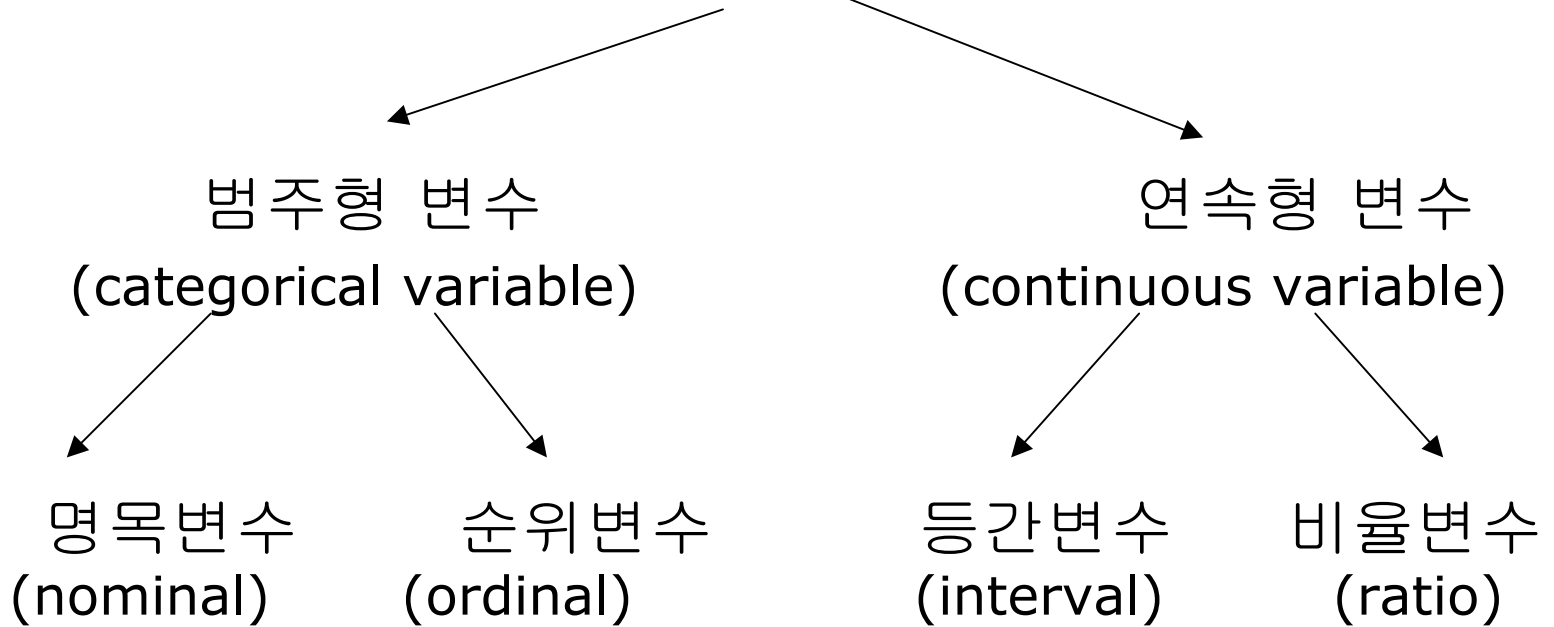 범주형 변수
(categorical variable)
연속형 변수
(continuous variable)
명목변수
(nominal)
순위변수
(ordinal)
등간변수
(interval)
비율변수
(ratio)